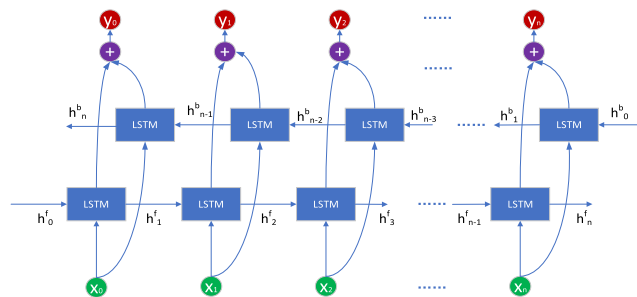 y₀ y₁ y₂ ...... yₙ
+ + + ...... +
hᵇₙ LSTM hᵇₙ₋₁ LSTM hᵇₙ₋₂ LSTM hᵇₙ₋₃ ...... hᵇ₁ LSTM hᵇ₀
hᶠ₀ LSTM hᶠ₁ LSTM hᶠ₂ LSTM hᶠ₃ ...... hᶠₙ₋₁ LSTM hᶠₙ
x₀ x₁ x₂ ...... xₙ